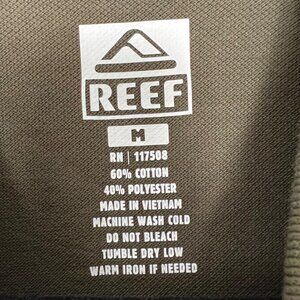 REEF
M
RN | 117508
60% COTTON
40% POLYESTER
MADE IN VIETNAM
MACHINE WASH COLD
DO NOT BLEACH
TUMBLE DRY LOW
WARM IRON IF NEEDED